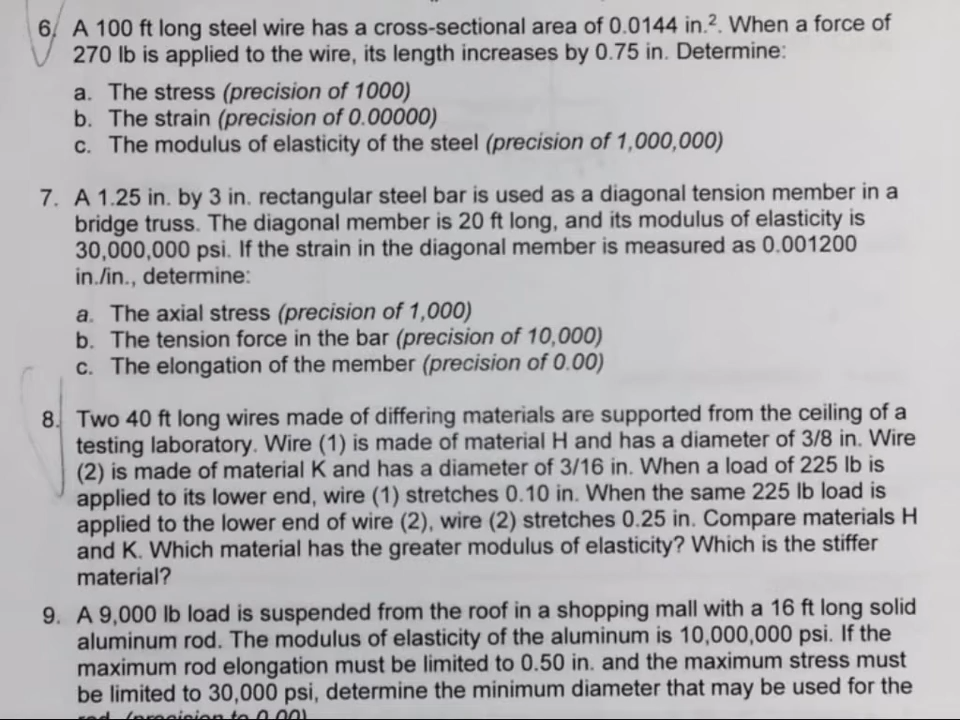 6. A 100 ft long steel wire has a cross-sectional area of 0.0144 in.². When a force of
270 lb is applied to the wire, its length increases by 0.75 in. Determine:
a. The stress (precision of 1000)
b. The strain (precision of 0.00000)
c. The modulus of elasticity of the steel (precision of 1,000,000)
7. A 1.25 in. by 3 in. rectangular steel bar is used as a diagonal tension member in a
bridge truss. The diagonal member is 20 ft long, and its modulus of elasticity is
30,000,000 psi. If the strain in the diagonal member is measured as 0.001200
in./in., determine:
a. The axial stress (precision of 1,000)
b. The tension force in the bar (precision of 10,000)
c. The elongation of the member (precision of 0.00)
8. Two 40 ft long wires made of differing materials are supported from the ceiling of a
testing laboratory. Wire (1) is made of material H and has a diameter of 3/8 in. Wire
(2) is made of material K and has a diameter of 3/16 in. When a load of 225 lb is
applied to its lower end, wire (1) stretches 0.10 in. When the same 225 lb load is
applied to the lower end of wire (2), wire (2) stretches 0.25 in. Compare materials H
and K. Which material has the greater modulus of elasticity? Which is the stiffer
material?
9. A 9,000 lb load is suspended from the roof in a shopping mall with a 16 ft long solid
aluminum rod. The modulus of elasticity of the aluminum is 10,000,000 psi. If the
maximum rod elongation must be limited to 0.50 in. and the maximum stress must
be limited to 30,000 psi, determine the minimum diameter that may be used for the
rod. (precision to 0.00)